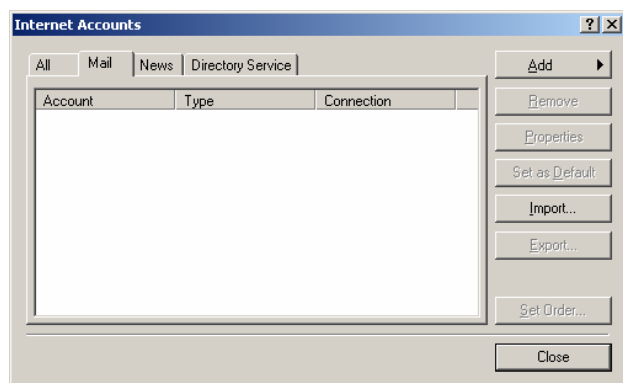 Internet Accounts
All Mail News Directory Service
Account Type Connection
Add
Remove
Properties
Set as Default
Import...
Export...
Set Order...
Close